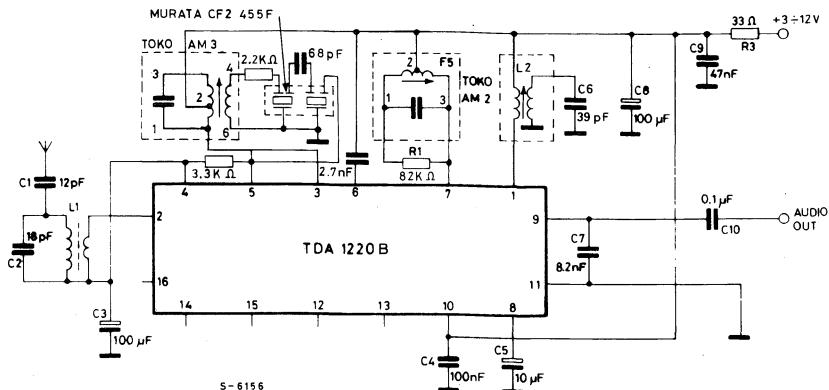 MURATA CF2 455F
TOKO AM 3
3
2
1
4
6
2.2KΩ
68pF
2
F5
TOKO
AM 2
1
3
R1
82KΩ
L2
C6
39 pF
C8
100 µF
C9
47nF
33 Ω
R3
+3÷12V
C1
12pF
3.3K Ω
2.7nF
L1
18pF
C2
4
5
3
6
7
1
2
16
TDA 1220B
9
11
14
15
12
13
10
8
0.1 µF
C10
AUDIO
OUT
C7
8.2nF
C3
100 µF
C4
100nF
C5
10 µF
S-6156